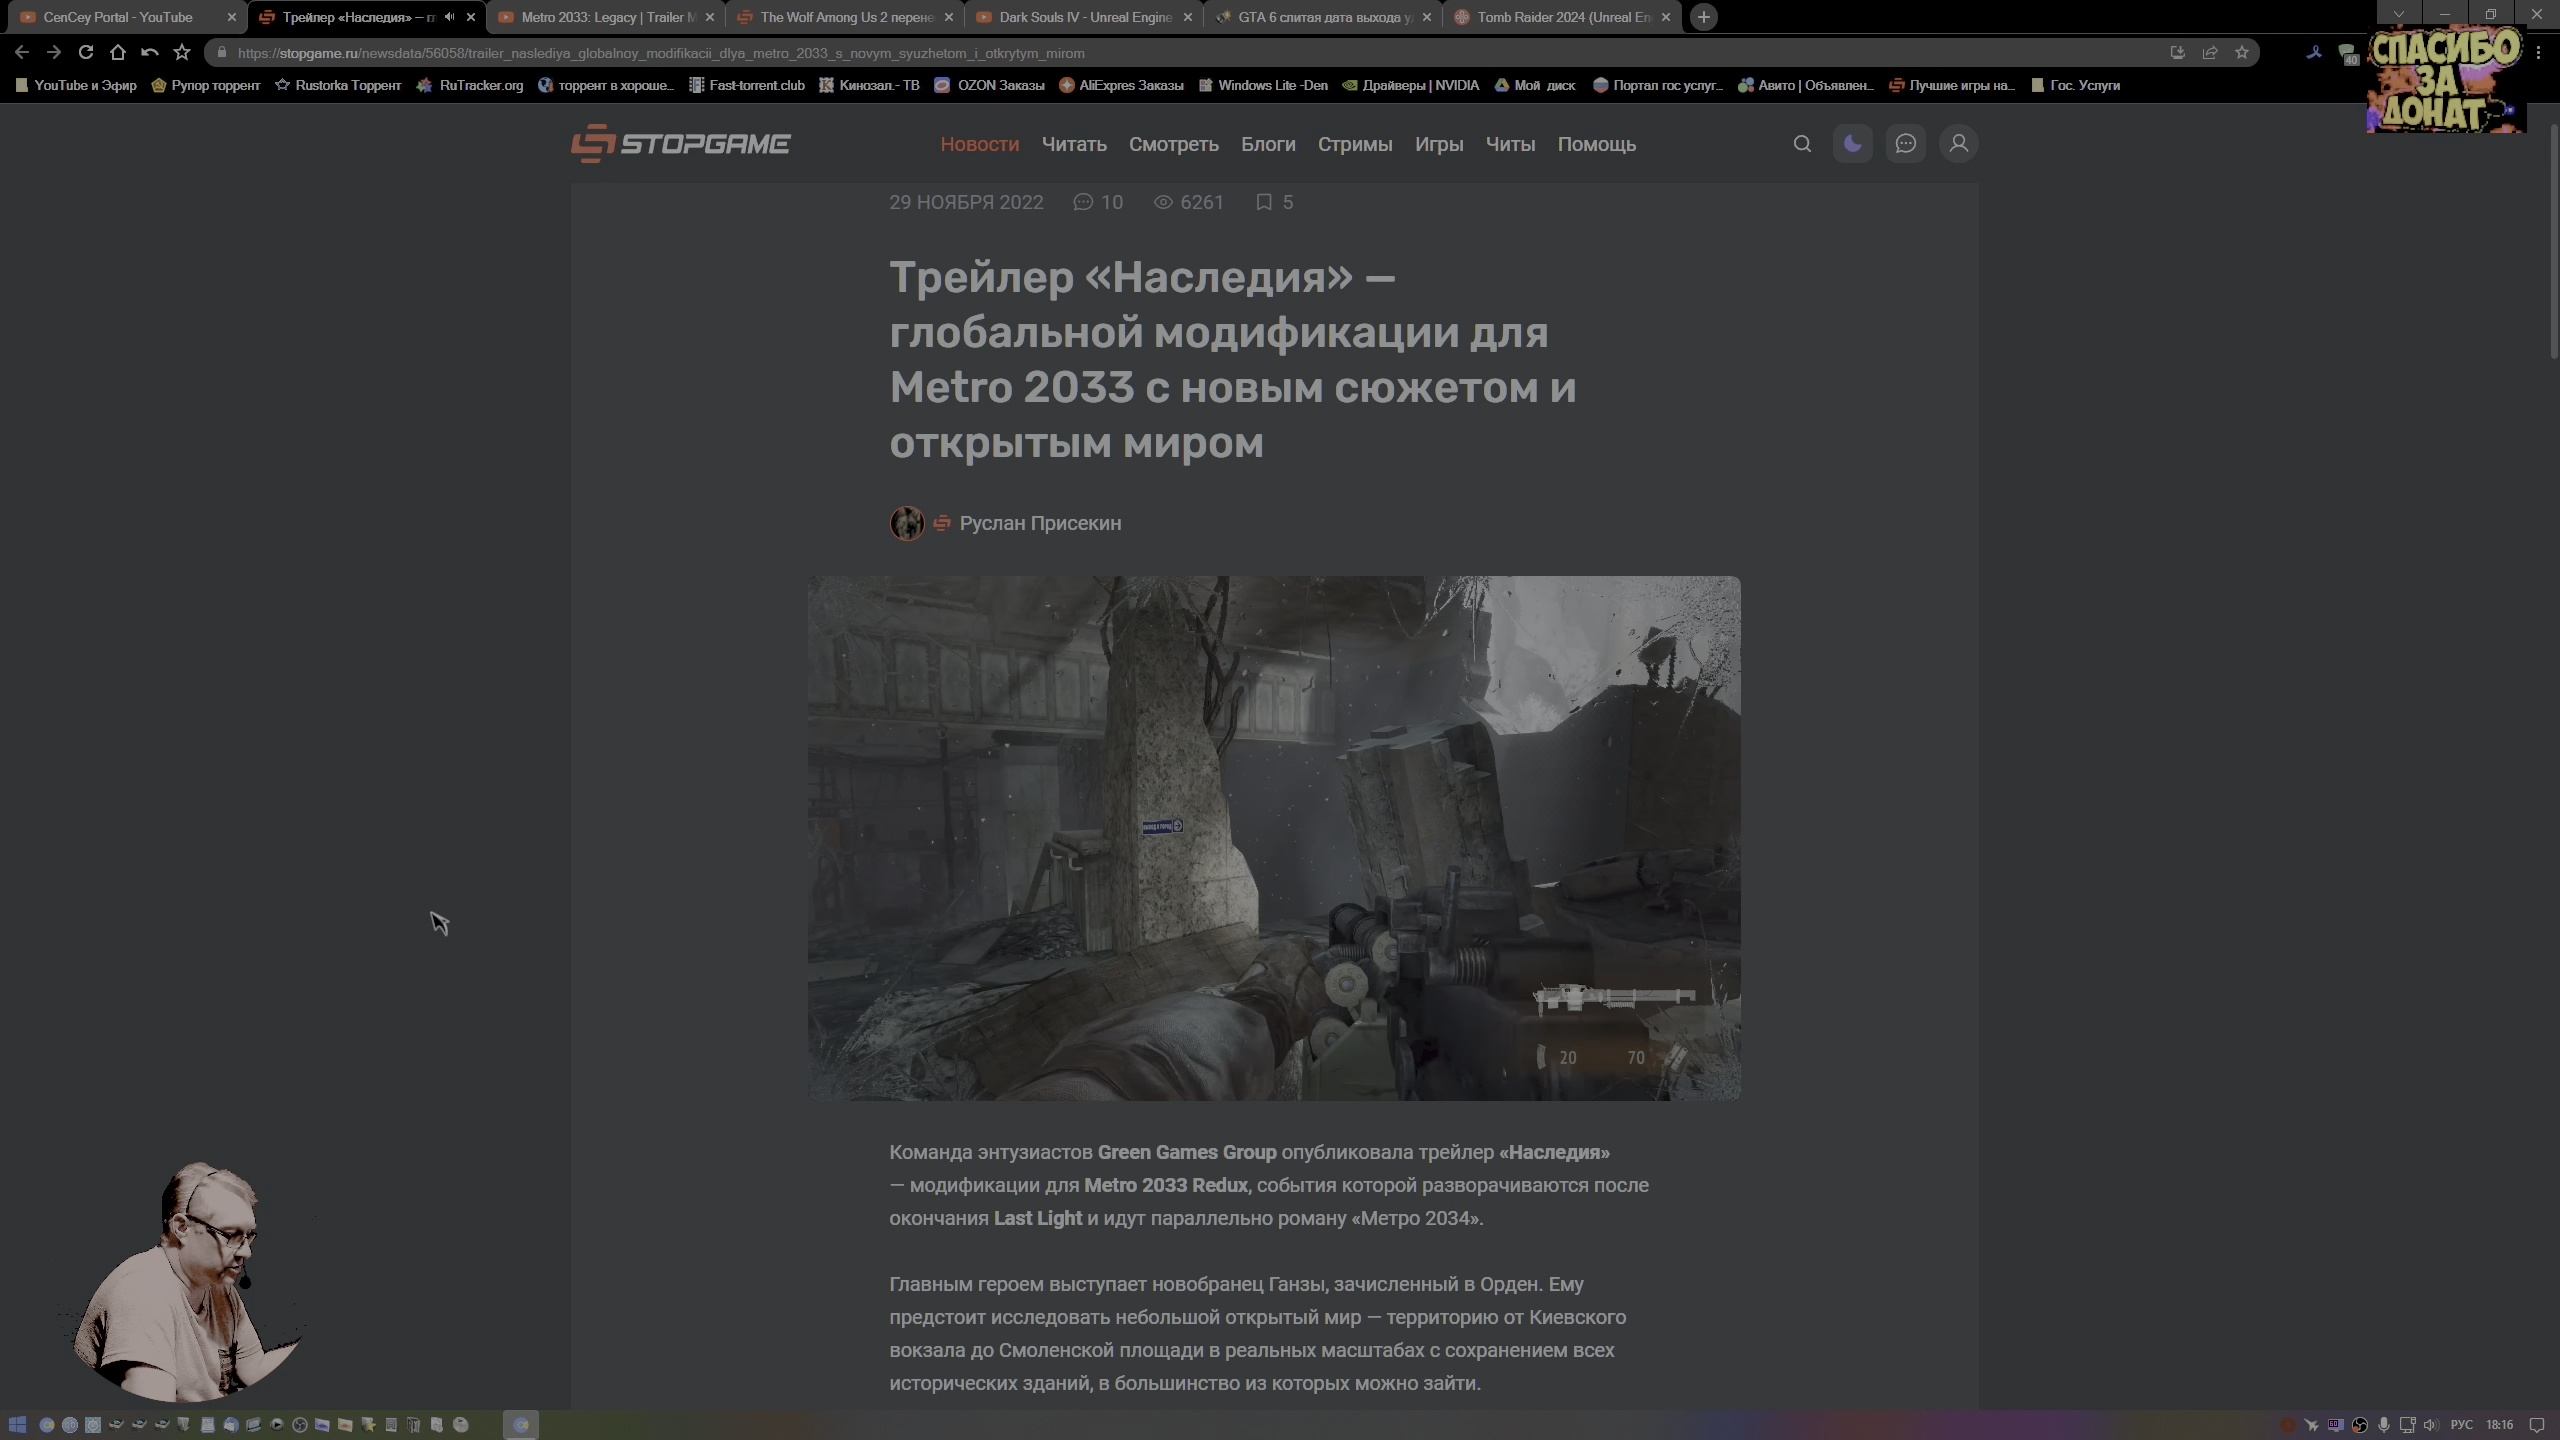 CenCey Portal - YouTube
Трейлер «Наследия» — г
Metro 2033: Legacy | Trailer M
The Wolf Among Us 2 перене
Dark Souls IV - Unreal Engine
GTA 6 слитая дата выхода у
Tomb Raider 2024 (Unreal En
https://stopgame.ru/newsdata/56058/trailer_naslediya_globalnoy_modifikacii_dlya_metro_2033_s_novym_syuzhetom_i_otkrytym_mirom
40
СПАСИБО
ЗА
ДОНАТ
YouTube и Эфир
Рупор торрент
Rustorka Торрент
RuTracker.org
торрент в хороше...
Fast-torrent.club
Кинозал.- ТВ
OZON Заказы
AliExpres Заказы
Windows Lite -Den
Драйверы | NVIDIA
Мой диск
Портал гос услуг...
Авито | Объявлен...
Лучшие игры на...
Гос. Услуги
STOPGAME
Новости
Читать
Смотреть
Блоги
Стримы
Игры
Читы
Помощь
29 НОЯБРЯ 2022 10 6261 5
Трейлер «Наследия» —
глобальной модификации для
Metro 2033 с новым сюжетом и
открытым миром
Руслан Присекин
ВЫХОД В ГОРОД
20 70
Команда энтузиастов Green Games Group опубликовала трейлер «Наследия»
— модификации для Metro 2033 Redux, события которой разворачиваются после
окончания Last Light и идут параллельно роману «Метро 2034».
Главным героем выступает новобранец Ганзы, зачисленный в Орден. Ему
предстоит исследовать небольшой открытый мир — территорию от Киевского
вокзала до Смоленской площади в реальных масштабах с сохранением всех
исторических зданий, в большинство из которых можно зайти.
РУС 18:16